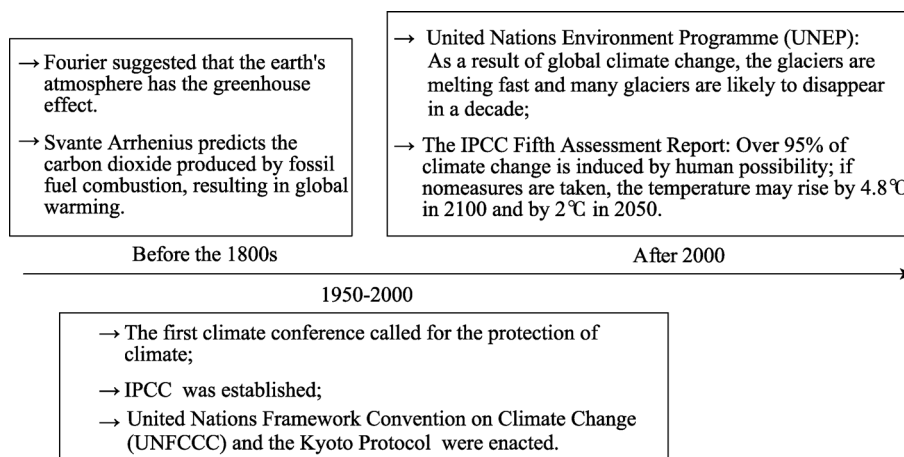 → Fourier suggested that the earth's
atmosphere has the greenhouse
effect.
→ Svante Arrhenius predicts the
carbon dioxide produced by fossil
fuel combustion, resulting in global
warming.
Before the 1800s
→ United Nations Environment Programme (UNEP):
As a result of global climate change, the glaciers are
melting fast and many glaciers are likely to disappear
in a decade;
→ The IPCC Fifth Assessment Report: Over 95% of
climate change is induced by human possibility; if
nomeasures are taken, the temperature may rise by 4.8℃
in 2100 and by 2℃ in 2050.
After 2000
1950-2000
→ The first climate conference called for the protection of
climate;
→ IPCC was established;
→ United Nations Framework Convention on Climate Change
(UNFCCC) and the Kyoto Protocol were enacted.